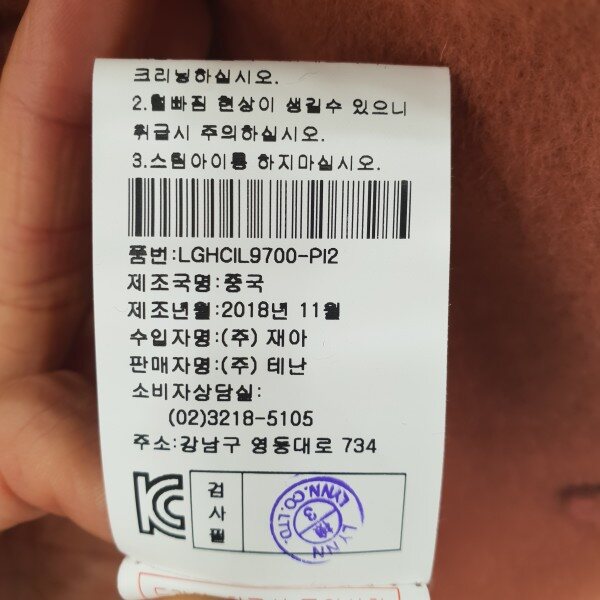 크리닝하실시오.
2.털빠짐 현상이 생길수 있으니
취급시 주의하십시오.
3.스팀아이롱 하지마십시오.
품번:LGHCIL9700-PI2
제조국명:중국
제조년월:2018년 11월
수입자명:(주) 재아
판매자명:(주) 테난
소비자상담실:
(02)3218-5105
주소:강남구 영동대로 734
검사필
LYNN.CO.LTD.
3
LYNN